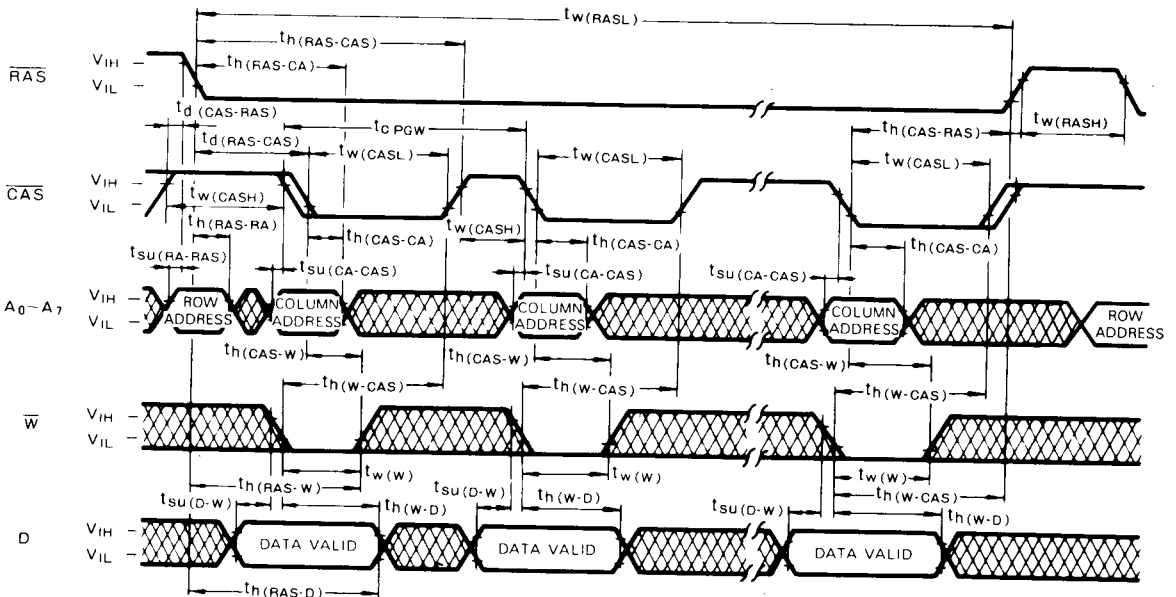 tw(RASL)
th(RAS-CAS)
RAS VIH VIL
th(RAS-CA)
td(CAS-RAS)
tw(RASH)
td(RAS-CAS) tCPGW th(CAS-RAS)
tw(CASL) tw(CASL) tw(CASL)
CAS VIH VIL
tw(CASH)
th(RAS-RA) tw(CASH) th(CAS-CA) th(CAS-CA) th(CAS-CA)
tsu(RA-RAS) tsu(CA-CAS) tsu(CA-CAS) tsu(CA-CAS)
A0~A7 VIH VIL
ROW ADDRESS
COLUMN ADDRESS
COLUMN ADDRESS
COLUMN ADDRESS
ROW ADDRESS
th(CAS-W) th(CAS-W) th(CAS-W)
th(W-CAS) th(W-CAS) th(W-CAS)
W VIH VIL
tw(W) tw(W) tw(W)
th(RAS-W) th(W-CAS)
tsu(D-W) th(W-D) tsu(D-W) th(W-D) tsu(D-W) th(W-D)
D VIH VIL
DATA VALID DATA VALID DATA VALID
th(RAS-D)